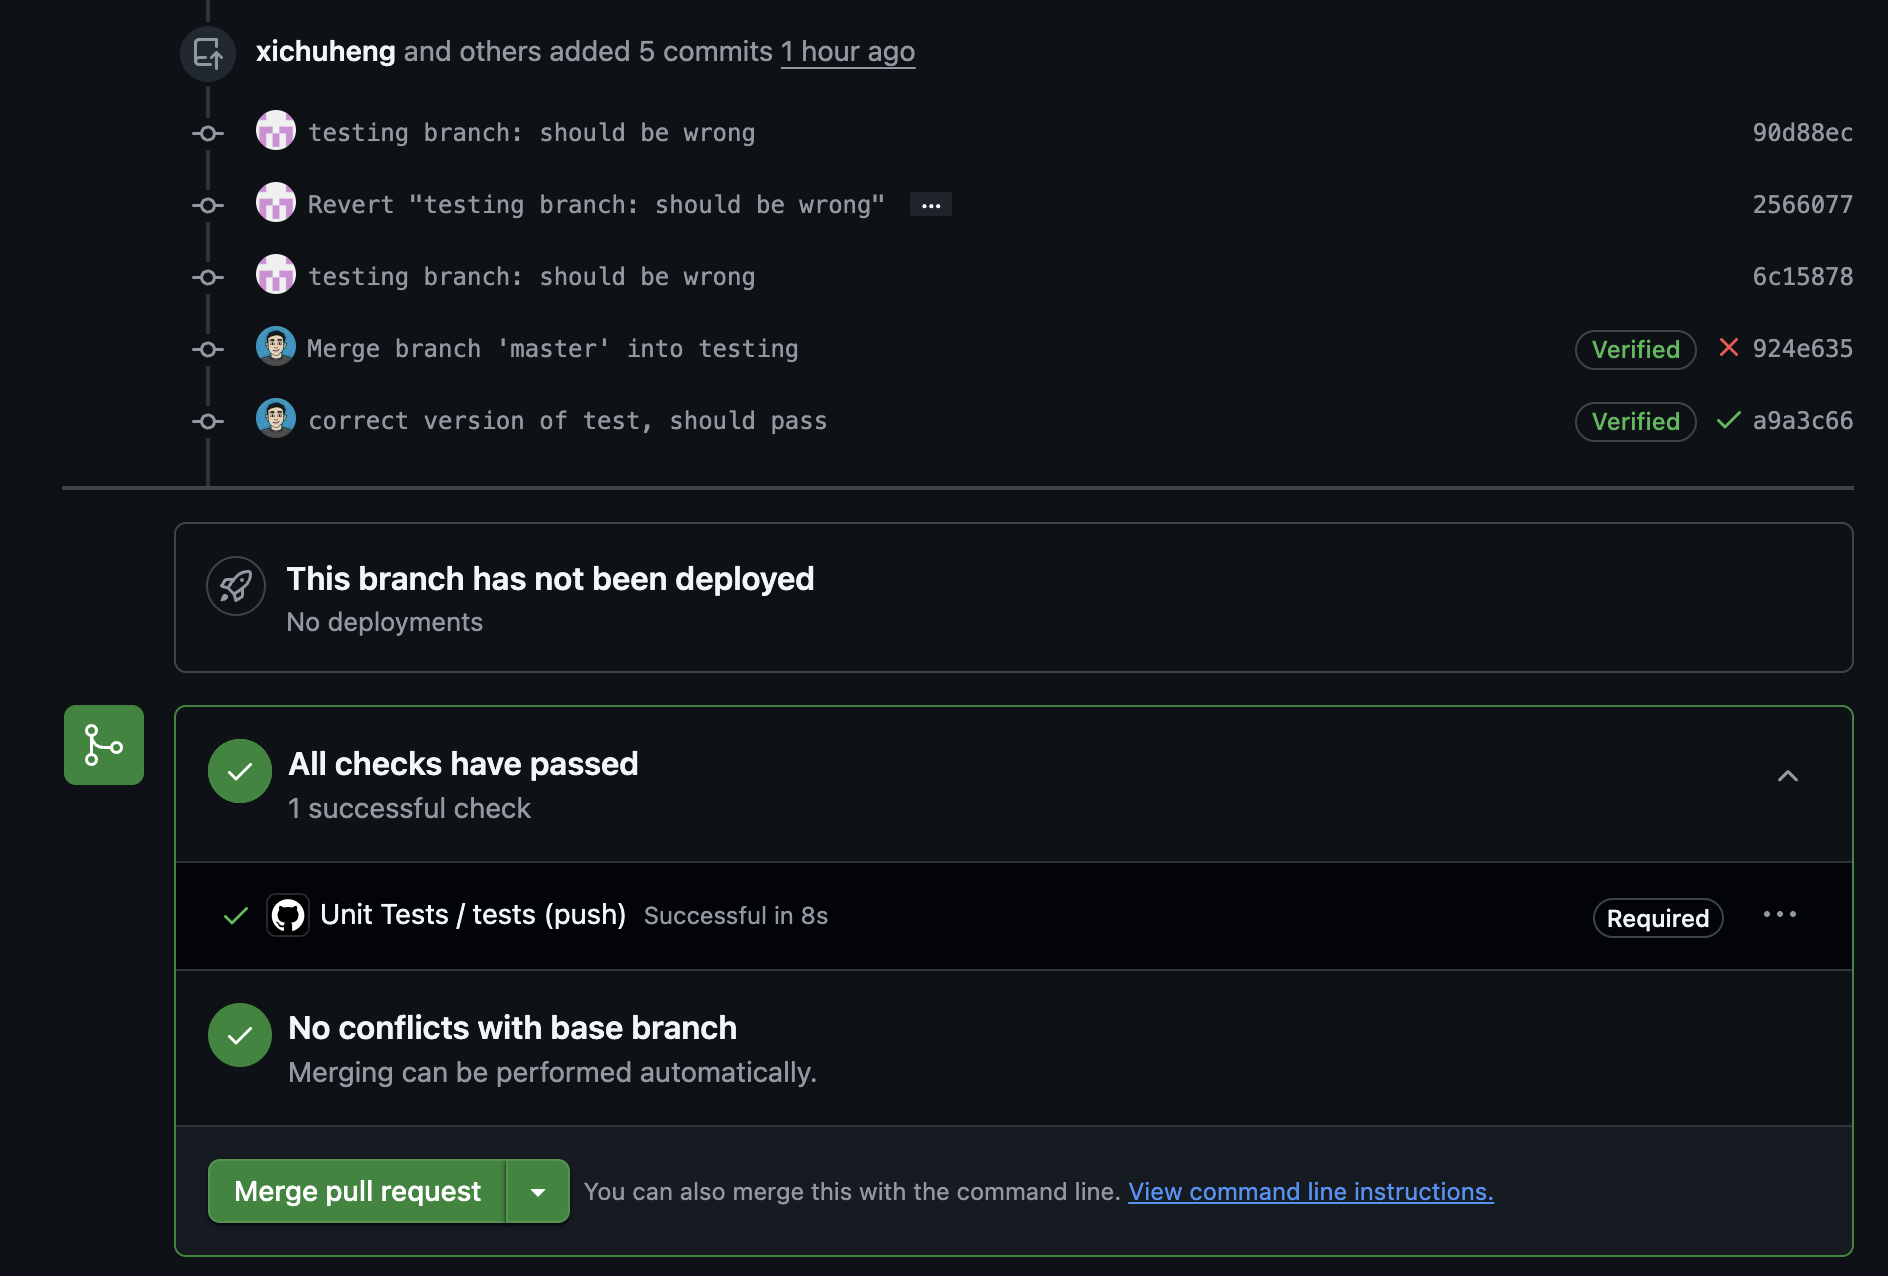 xichuheng and others added 5 commits 1 hour ago
testing branch: should be wrong 90d88ec
Revert "testing branch: should be wrong" ... 2566077
testing branch: should be wrong 6c15878
Merge branch 'master' into testing Verified 924e635
correct version of test, should pass Verified a9a3c66
This branch has not been deployed
No deployments
All checks have passed
1 successful check
Unit Tests / tests (push) Successful in 8s Required
No conflicts with base branch
Merging can be performed automatically.
Merge pull request You can also merge this with the command line. View command line instructions.